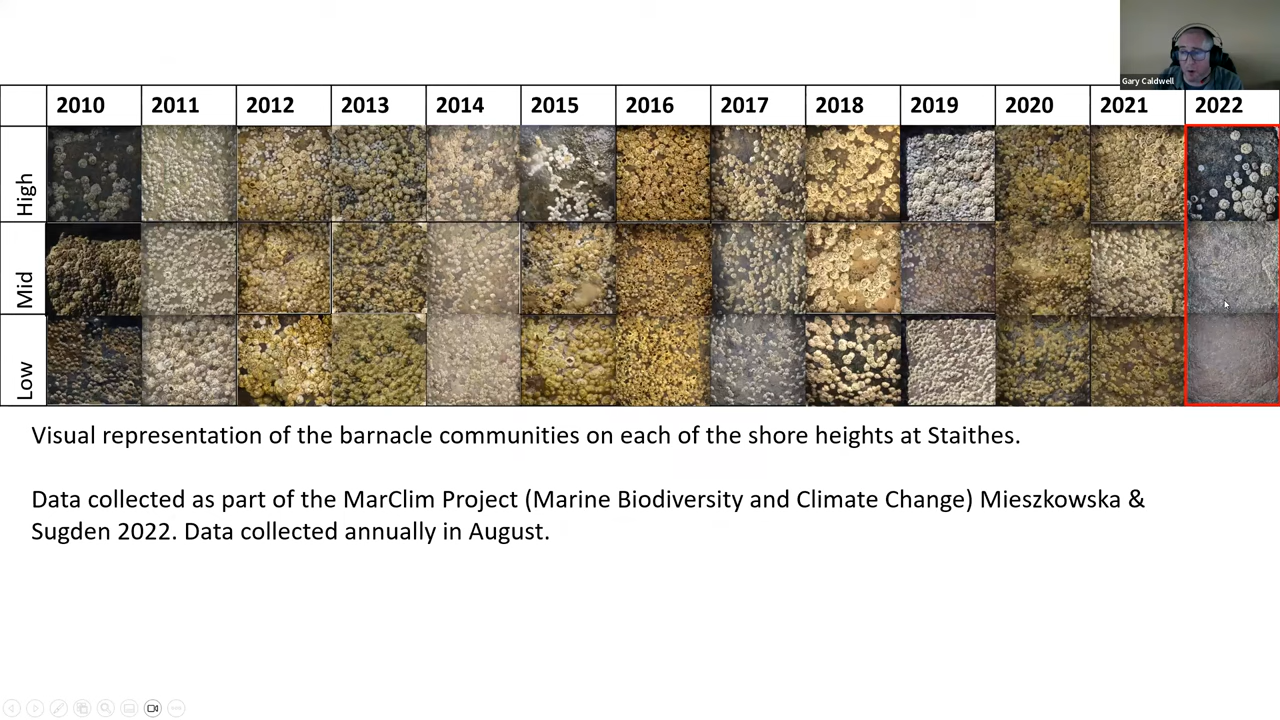 Gary Caldwell
2010 2011 2012 2013 2014 2015 2016 2017 2018 2019 2020 2021 2022
High
Mid
Low
Visual representation of the barnacle communities on each of the shore heights at Staithes.
Data collected as part of the MarClim Project (Marine Biodiversity and Climate Change) Mieszkowska &
Sugden 2022. Data collected annually in August.